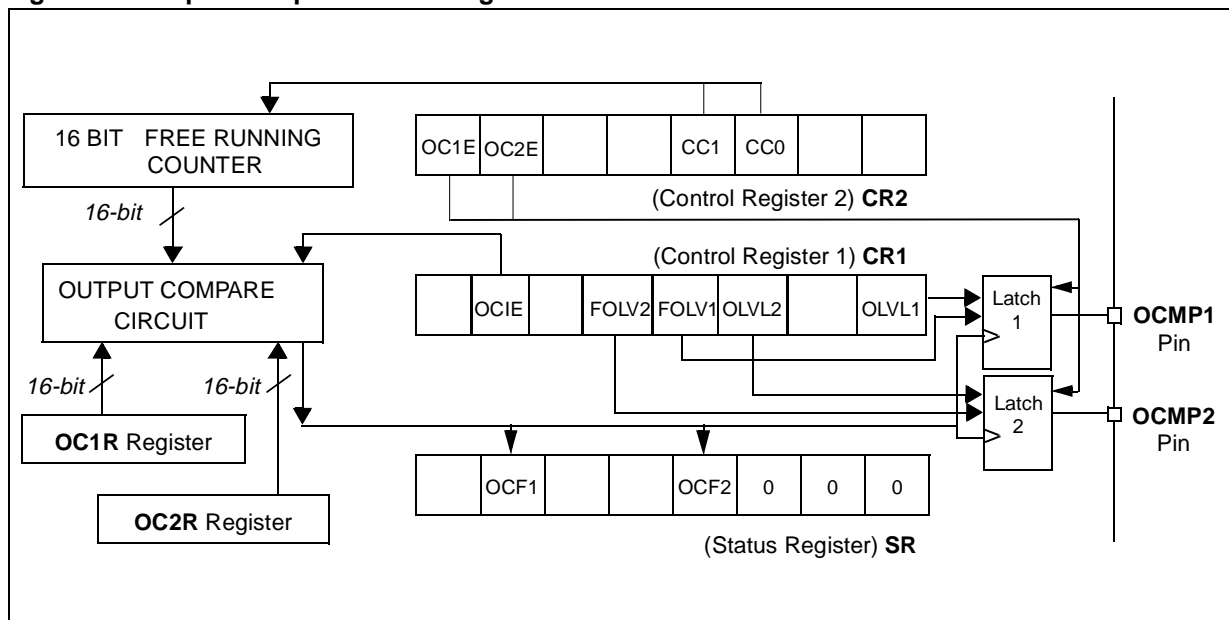 16 BIT FREE RUNNING
COUNTER
16-bit
OC1E OC2E CC1 CC0
(Control Register 2) CR2
(Control Register 1) CR1
OUTPUT COMPARE
CIRCUIT
OCIE FOLV2 FOLV1 OLVL2 OLVL1
Latch
1
OCMP1
Pin
16-bit
16-bit
Latch
2
OCMP2
Pin
OC1R Register
OCF1 OCF2 0 0 0
OC2R Register
(Status Register) SR